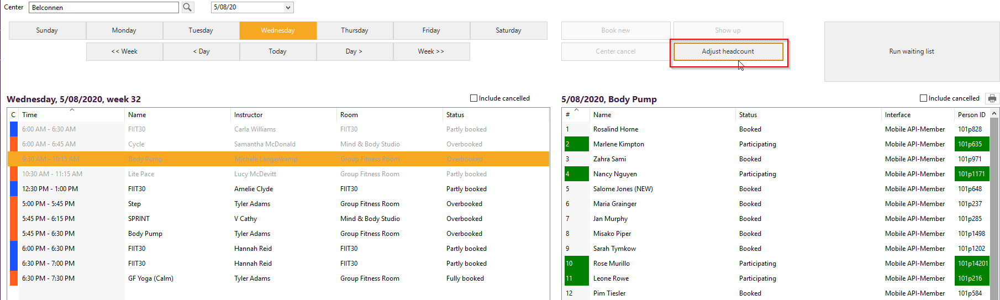 Center Belconnen 5/08/20
Sunday Monday Tuesday Wednesday Thursday Friday Saturday Book new Show up
<< Week < Day Today Day > Week >> Center cancel Adjust headcount Run waiting list
Wednesday, 5/08/2020, week 32 Include cancelled
C Time Name Instructor Room Status
6:00 AM - 6:30 AM FIIT30 Carla Williams FIIT30 Partly booked
6:00 AM - 6:45 AM Cycle Samantha McDonald Mind & Body Studio Overbooked
9:30 AM - 10:15 AM Body Pump Michele Langenkamp Group Fitness Room Overbooked
10:30 AM - 11:15 AM Lite Pace Lucy McDevitt Group Fitness Room Partly booked
12:30 PM - 1:00 PM FIIT30 Amelie Clyde FIIT30 Partly booked
5:00 PM - 5:45 PM Step Tyler Adams Group Fitness Room Overbooked
5:45 PM - 6:15 PM SPRINT V Cathy Mind & Body Studio Overbooked
5:45 PM - 6:30 PM Body Pump Tyler Adams Group Fitness Room Overbooked
6:00 PM - 6:30 PM FIIT30 Hannah Reid FIIT30 Partly booked
6:30 PM - 7:00 PM FIIT30 Hannah Reid FIIT30 Partly booked
6:30 PM - 7:30 PM GF Yoga (Calm) Tyler Adams Group Fitness Room Fully booked
5/08/2020, Body Pump Include cancelled
# Name Status Interface Person ID
1 Rosalind Horne Booked Mobile API-Member 101p828
2 Marlene Kimpton Participating Mobile API-Member 101p635
3 Zahra Sami Booked Mobile API-Member 101p971
4 Nancy Nguyen Participating Mobile API-Member 101p1171
5 Salome Jones (NEW) Booked Mobile API-Member 101p648
6 Maria Grainger Booked Mobile API-Member 101p237
7 Jan Murphy Booked Mobile API-Member 101p285
8 Misako Piper Booked Mobile API-Member 101p1498
9 Sarah Tymkow Booked Mobile API-Member 101p1202
10 Rose Murillo Participating Mobile API-Member 101p14201
11 Leone Rowe Participating Mobile API-Member 101p216
12 Pim Tiesler Booked Mobile API-Member 101p584